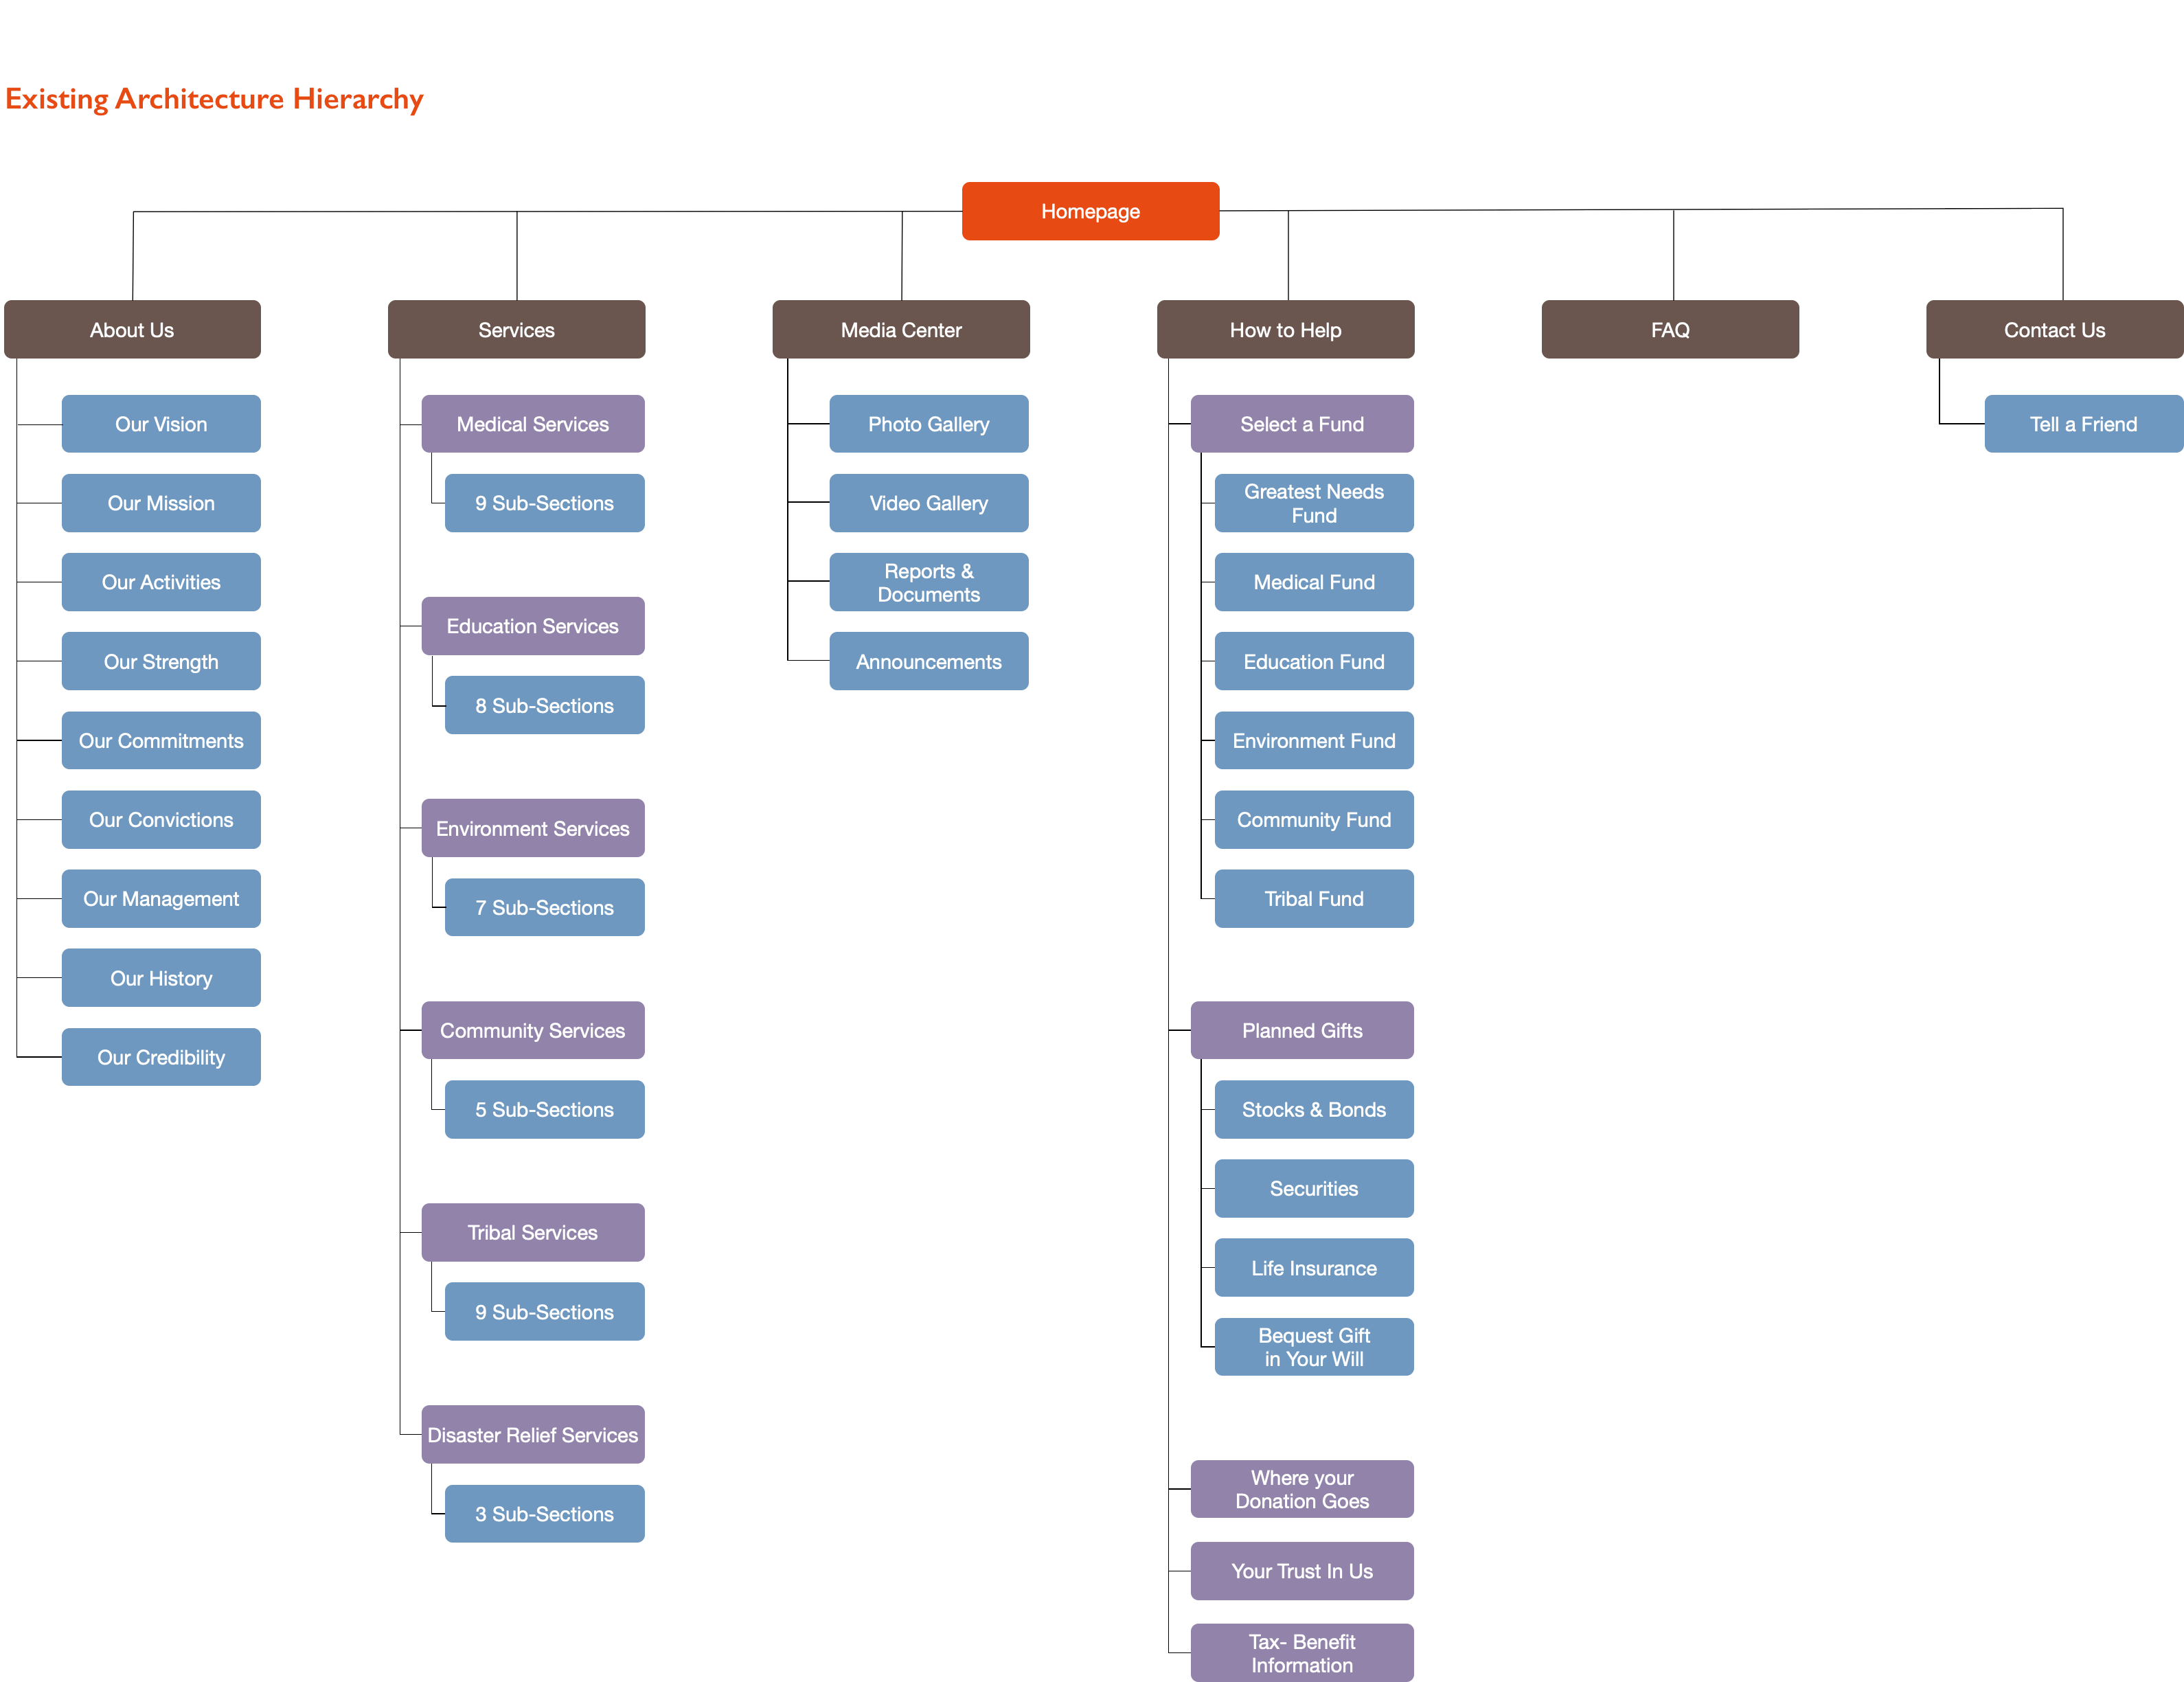 Existing Architecture Hierarchy
Homepage
About Us
Services
Media Center
How to Help
FAQ
Contact Us
Our Vision
Our Mission
Our Activities
Our Strength
Our Commitments
Our Convictions
Our Management
Our History
Our Credibility
Medical Services
9 Sub-Sections
Education Services
8 Sub-Sections
Environment Services
7 Sub-Sections
Community Services
5 Sub-Sections
Tribal Services
9 Sub-Sections
Disaster Relief Services
3 Sub-Sections
Photo Gallery
Video Gallery
Reports &
Documents
Announcements
Select a Fund
Greatest Needs
Fund
Medical Fund
Education Fund
Environment Fund
Community Fund
Tribal Fund
Planned Gifts
Stocks & Bonds
Securities
Life Insurance
Bequest Gift
in Your Will
Where your
Donation Goes
Your Trust In Us
Tax- Benefit
Information
Tell a Friend